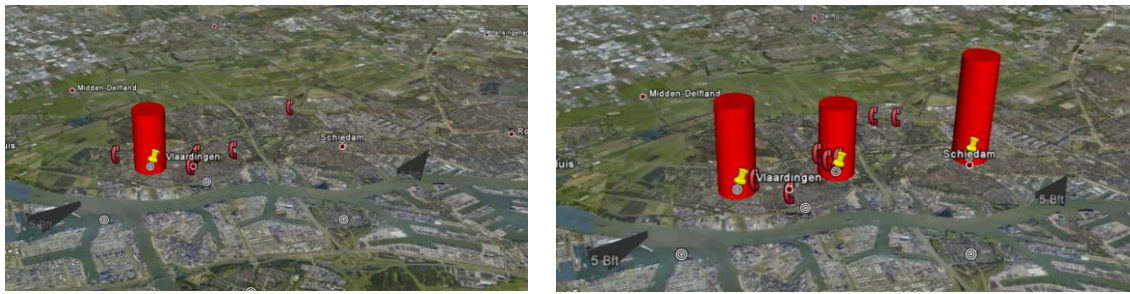 Midden-Delfland
Vlaardingen
Schiedam
Delft
Midden-Delfland
Vlaardingen
Schiedam
5 Bft
5 Bft